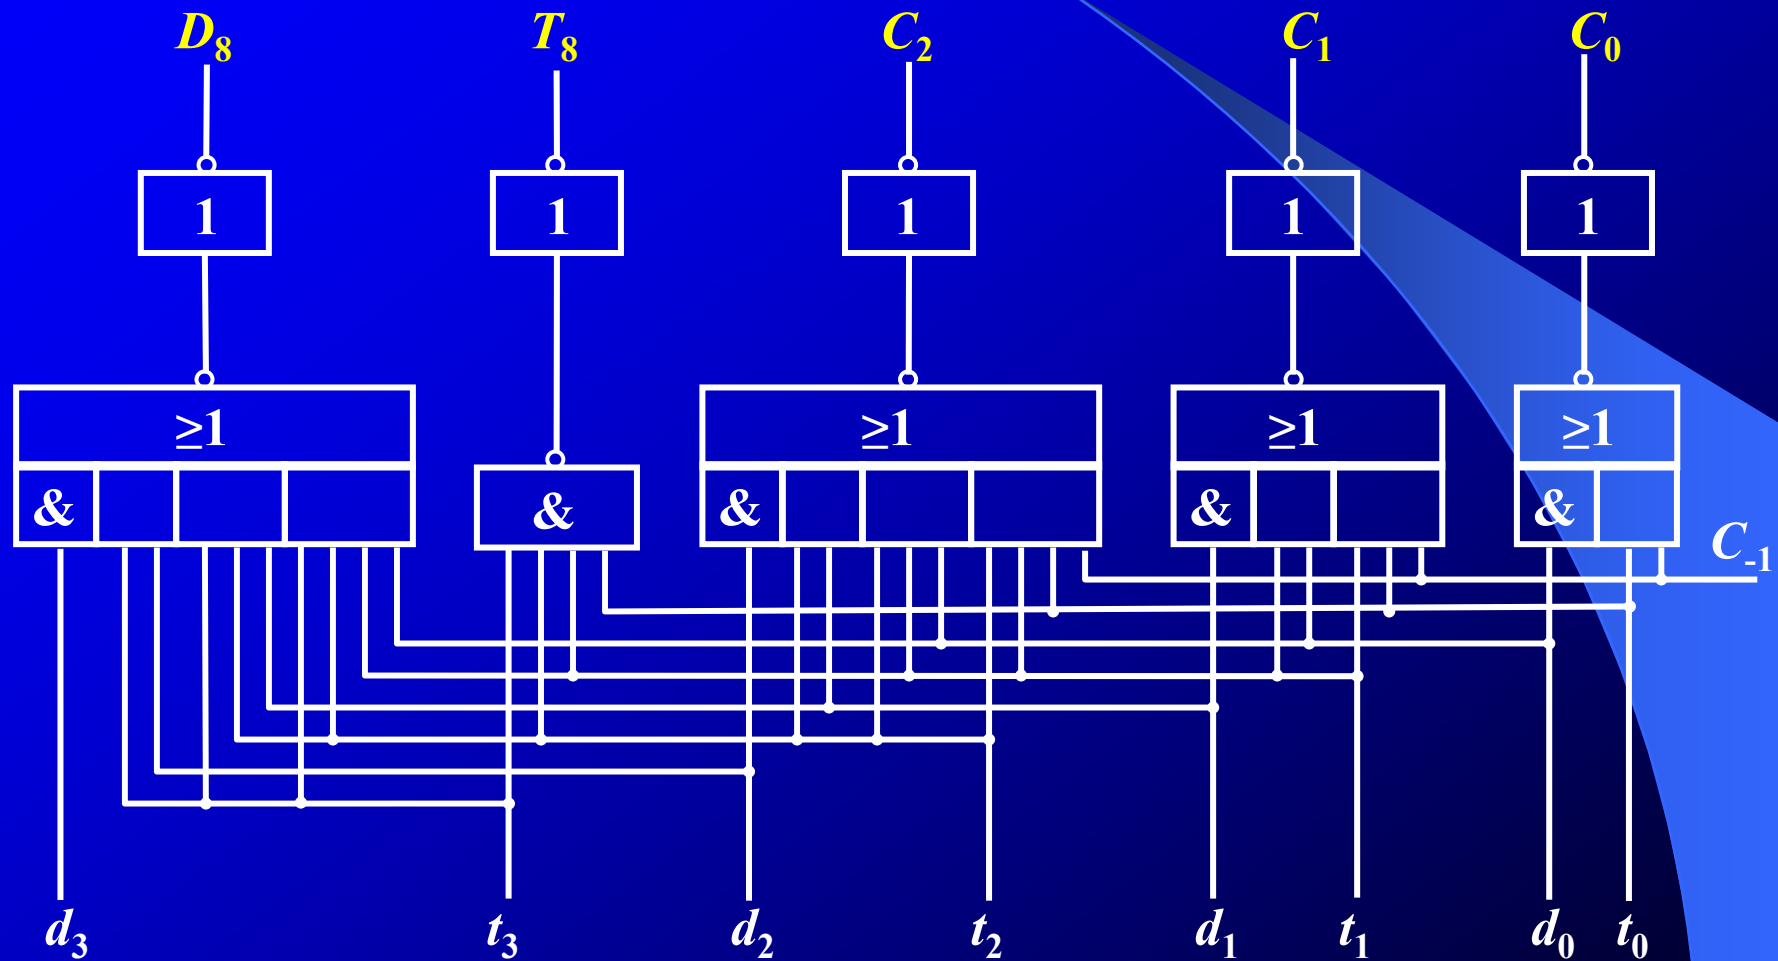 D₈ T₈ C₂ C₁ C₀
1 1 1 1 1
≥1 ≥1 ≥1 ≥1
& & & & &
C₋₁
d₃ t₃ d₂ t₂ d₁ t₁ d₀ t₀